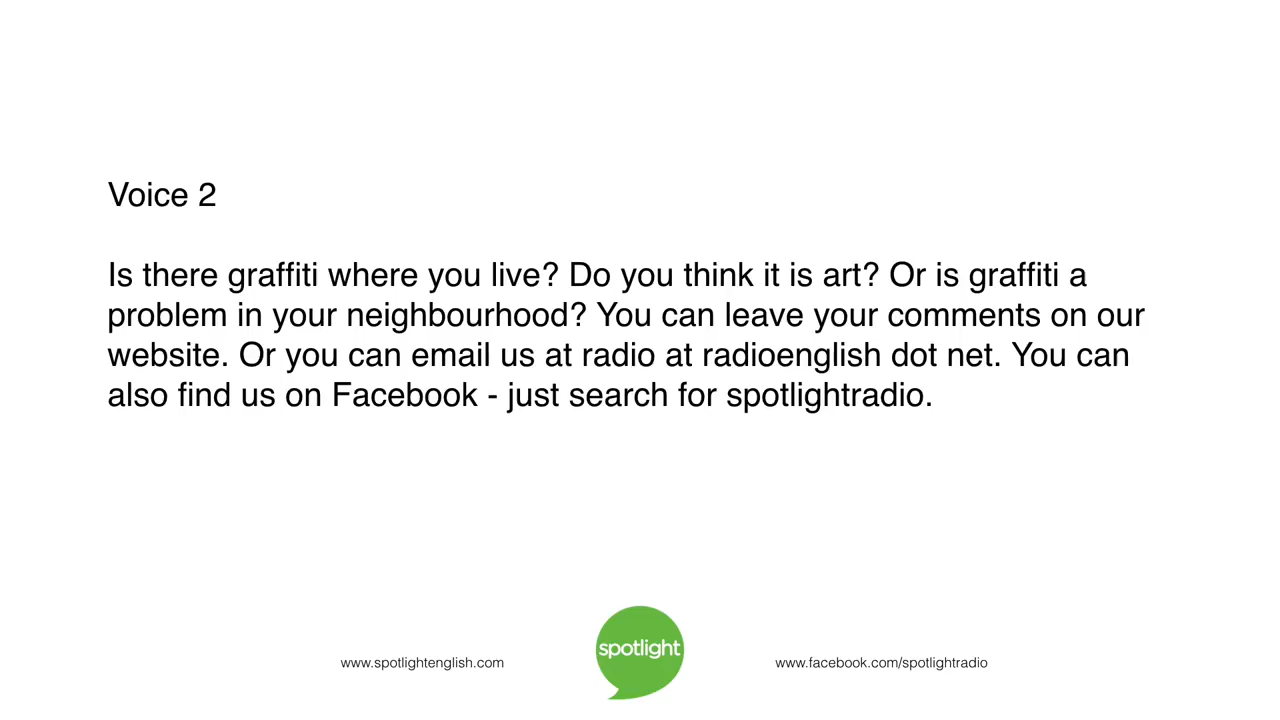 Voice 2
Is there graffiti where you live? Do you think it is art? Or is graffiti a
problem in your neighbourhood? You can leave your comments on our
website. Or you can email us at radio at radioenglish dot net. You can
also find us on Facebook - just search for spotlightradio.
www.spotlightenglish.com
spotlight
www.facebook.com/spotlightradio